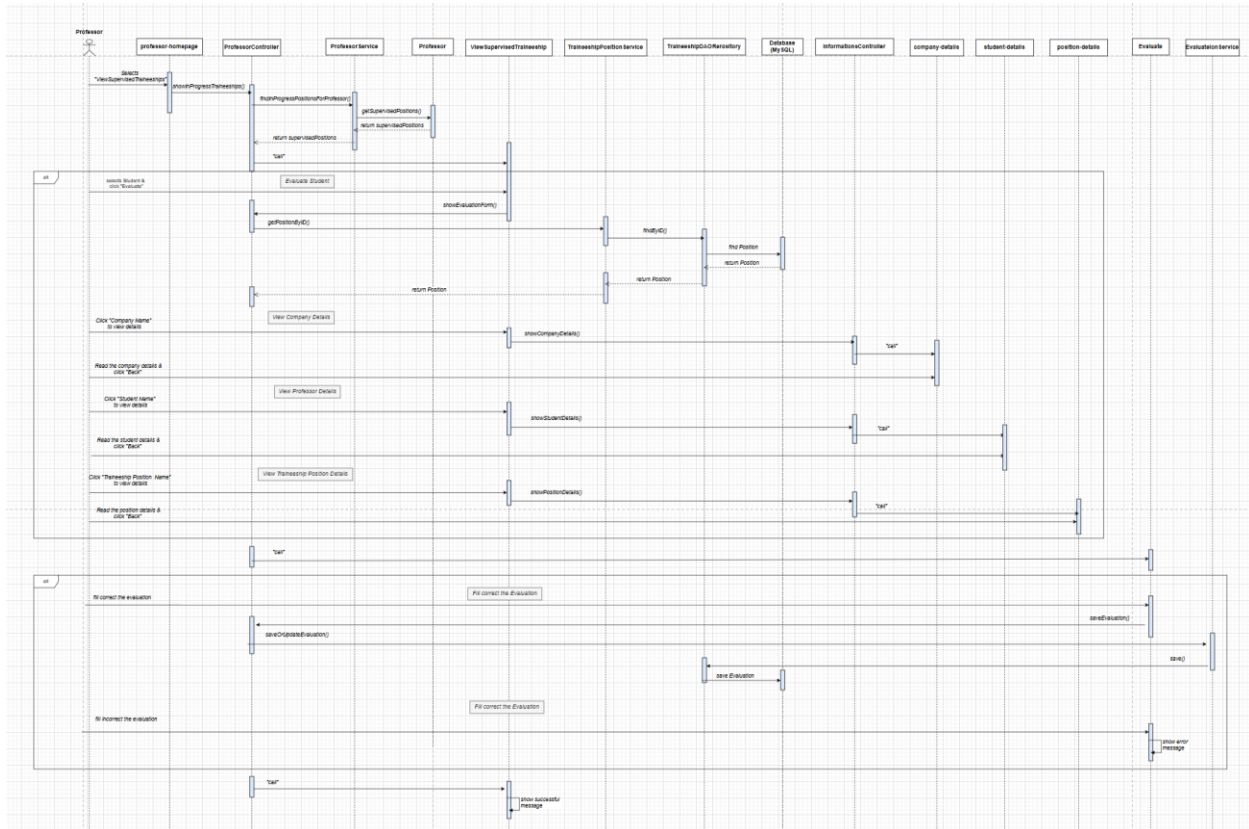 Professor
professor-homepage
ProfessorController
ProfessorService
Professor
ViewSupervisedTraineeship
TraineeshipPositionService
TraineeshipDAORerository
Database
(MySQL)
InformationsController
company-details
student-details
position-details
Evaluate
EvaluateionService
Selects
"ViewSupervisedTraineeships"
showInProgressTraineeships()
findInProgressPositionsForProfessor()
getSupervisedPositions()
return supervisedPositions
return supervisedPositions
"call"
alt
selects Student &
click "Evaluate"
Evaluate Student
showEvaluationForm()
getPositionByID()
findByID()
find Position
return Position
return Position
return Position
View Company Details
Click "Company Name"
to view details
showCompanyDetails()
"call"
Read the company details &
click "Back"
View Professor Details
Click "Student Name"
to view details
showStudentDetails()
"call"
Read the student details &
click "Back"
View Traineeship Position Details
Click "Traineeship Position Name"
to view details
showPositionDetails()
"call"
Read the position details &
click "Back"
"call"
alt
Fill correct the Evaluation
fill correct the evaluation
saveEvaluation()
saveOrUpdateEvaluation()
save()
save Evaluation
Fill correct the Evaluation
fill incorrect the evaluation
show error
message
"call"
show successful
message